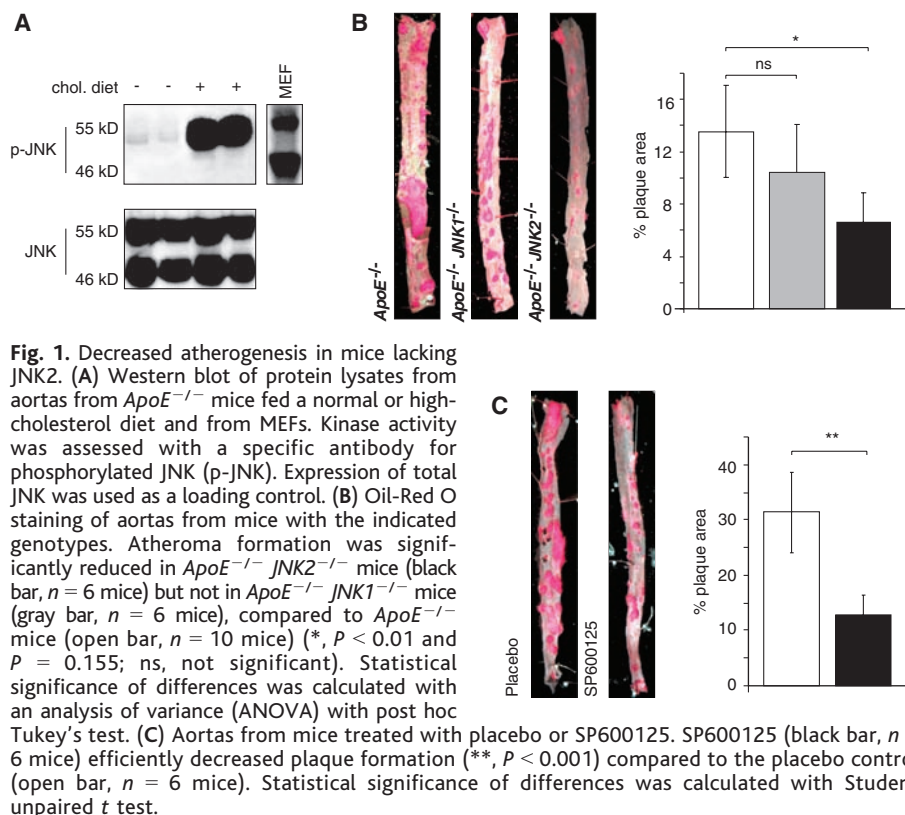 A
chol. diet - - + + MEF
p-JNK
55 kD
46 kD
JNK
55 kD
46 kD
B
ApoE-/-
ApoE-/- JNK1-/-
ApoE-/- JNK2-/-
% plaque area
16
12
8
4
0
*
ns
Fig. 1. Decreased atherogenesis in mice lacking
JNK2. (A) Western blot of protein lysates from
aortas from ApoE−/− mice fed a normal or high-
cholesterol diet and from MEFs. Kinase activity
was assessed with a specific antibody for
phosphorylated JNK (p-JNK). Expression of total
JNK was used as a loading control. (B) Oil-Red O
staining of aortas from mice with the indicated
genotypes. Atheroma formation was signif-
icantly reduced in ApoE−/− JNK2−/− mice (black
bar, n = 6 mice) but not in ApoE−/− JNK1−/− mice
(gray bar, n = 6 mice), compared to ApoE−/−
mice (open bar, n = 10 mice) (*, P < 0.01 and
P = 0.155; ns, not significant). Statistical
significance of differences was calculated with
an analysis of variance (ANOVA) with post hoc
Tukey's test. (C) Aortas from mice treated with placebo or SP600125. SP600125 (black bar, n
6 mice) efficiently decreased plaque formation (**, P < 0.001) compared to the placebo contro
(open bar, n = 6 mice). Statistical significance of differences was calculated with Studen
unpaired t test.
C
Placebo
SP600125
% plaque area
40
30
20
10
0
**